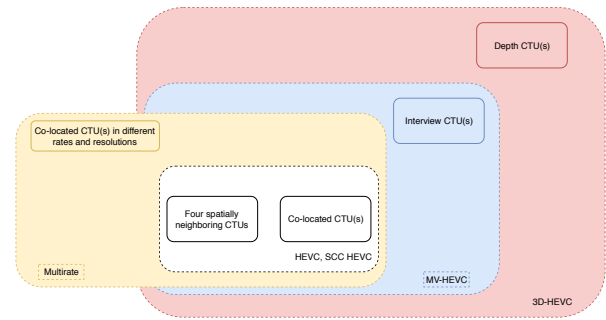 Depth CTU(s)
Interview CTU(s)
Co-located CTU(s) in different
rates and resolutions
Four spatially
neighboring CTUs
Co-located CTU(s)
HEVC, SCC HEVC
Multirate
MV-HEVC
3D-HEVC